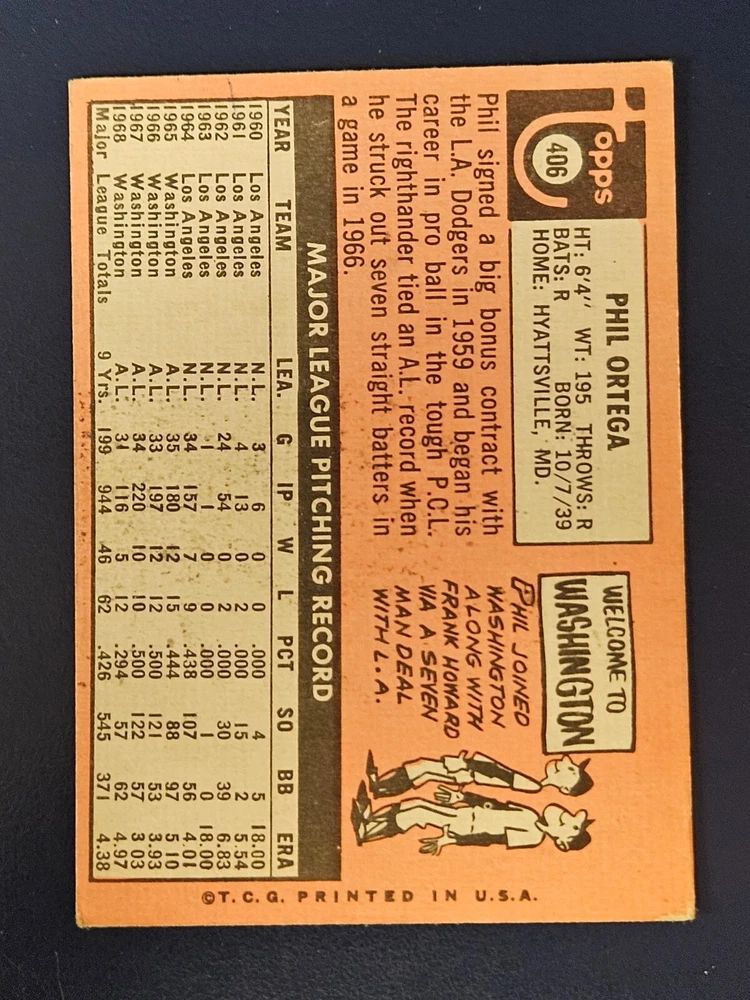 Topps
406
PHIL ORTEGA
HT: 6'4" WT: 195 THROWS: R
BATS: R BORN: 10/7/39
HOME: HYATTSVILLE, MD.
Phil signed a big bonus contract with
the L.A. Dodgers in 1959 and began his
career in pro ball in the tough P.C.L.
The righthander tied an A.L. record when
he struck out seven straight batters in
a game in 1966.
WELCOME TO
WASHINGTON
PHIL JOINED
WASHINGTON
ALONG WITH
FRANK HOWARD
VIA A SEVEN
MAN DEAL
WITH L.A.
MAJOR LEAGUE PITCHING RECORD
YEAR TEAM LEA. G IP W L PCT SO BB ERA
1960 Los Angeles N.L. 3 6 0 0 .000 4 5 18.00
1961 Los Angeles N.L. 4 13 0 2 .000 15 2 5.54
1962 Los Angeles N.L. 24 54 0 2 .000 30 39 6.83
1963 Los Angeles N.L. 1 1 0 0 .000 1 0 18.00
1964 Los Angeles N.L. 34 157 7 9 .438 107 56 4.01
1965 Washington A.L. 35 180 12 15 .444 88 97 5.10
1966 Washington A.L. 33 197 12 12 .500 121 53 3.93
1967 Washington A.L. 34 220 10 10 .500 122 57 3.03
1968 Washington A.L. 31 116 5 12 .294 57 62 4.97
Major League Totals 9 Yrs. 199 944 46 62 .426 545 371 4.38
©T.C.G. PRINTED IN U.S.A.